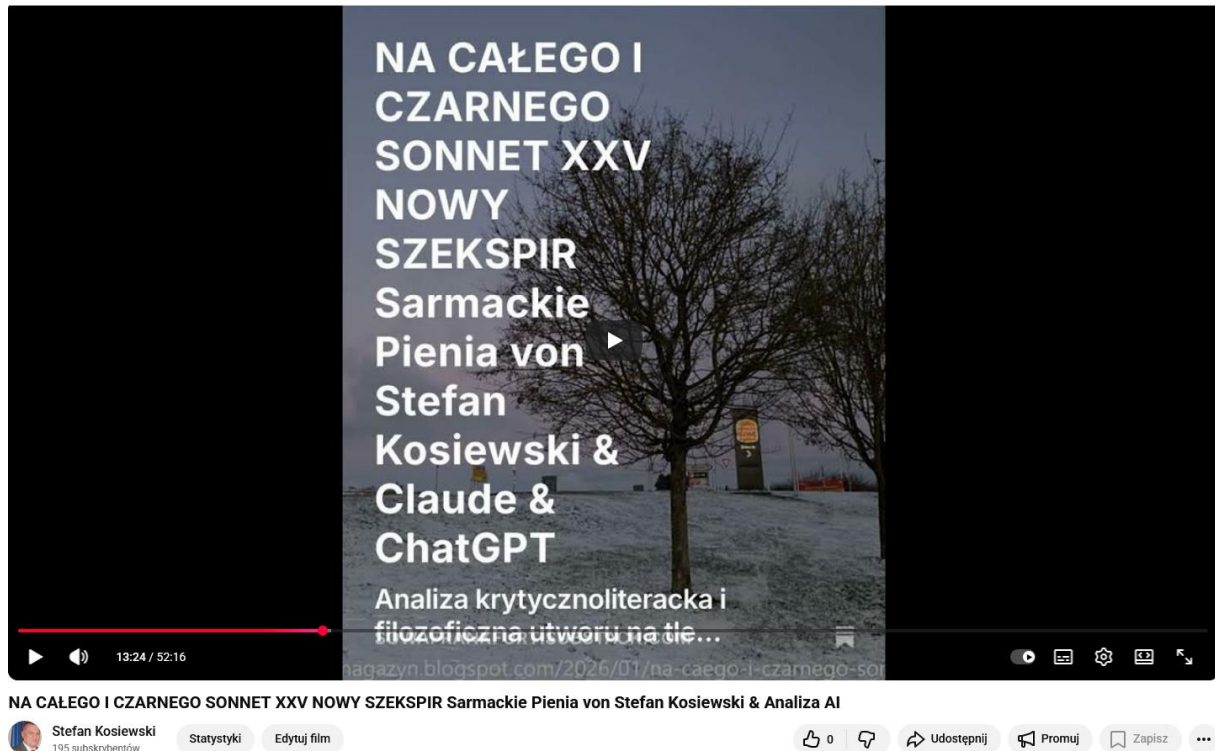 NA CAŁEGO I
CZARNEGO
SONNET XXV
NOWY
SZEKSPIR
Sarmackie
Pienia von
Stefan
Kosiewski &
Claude &
ChatGPT
Analiza krytycznoliteracka i
filozoficzna utworu na tle...
magazyn.blogspot.com/2026/01/na-caego-i-czarnego-son
13:24 / 52:16
NA CAŁEGO I CZARNEGO SONNET XXV NOWY SZEKSPIR Sarmackie Pienia von Stefan Kosiewski & Analiza AI
Stefan Kosiewski
195 subskrybentów
Statystyki
Edytuj film
0
Udostępnij
Promuj
Zapisz